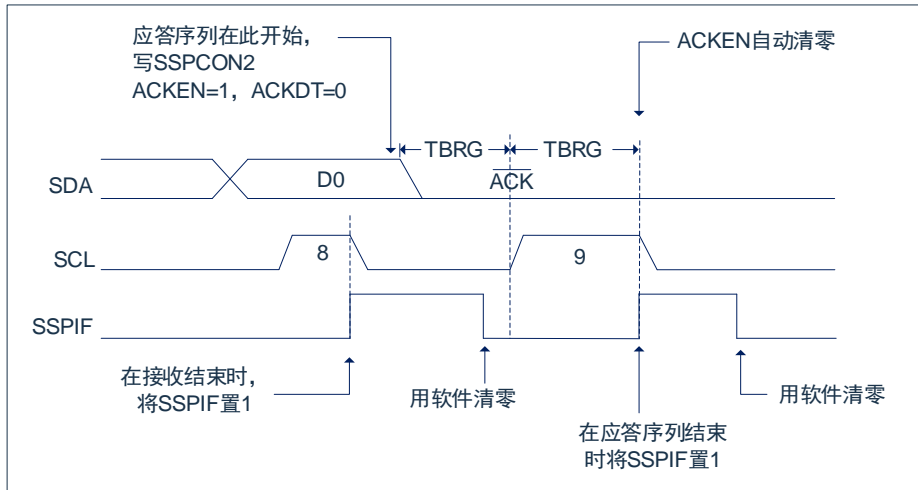 应答序列在此开始，
写SSPCON2
ACKEN=1，ACKDT=0
ACKEN自动清零
TBRG
TBRG
SDA
D0
ACK
SCL
8
9
SSPIF
在接收结束时，
将SSPIF置1
用软件清零
在应答序列结束
时将SSPIF置1
用软件清零